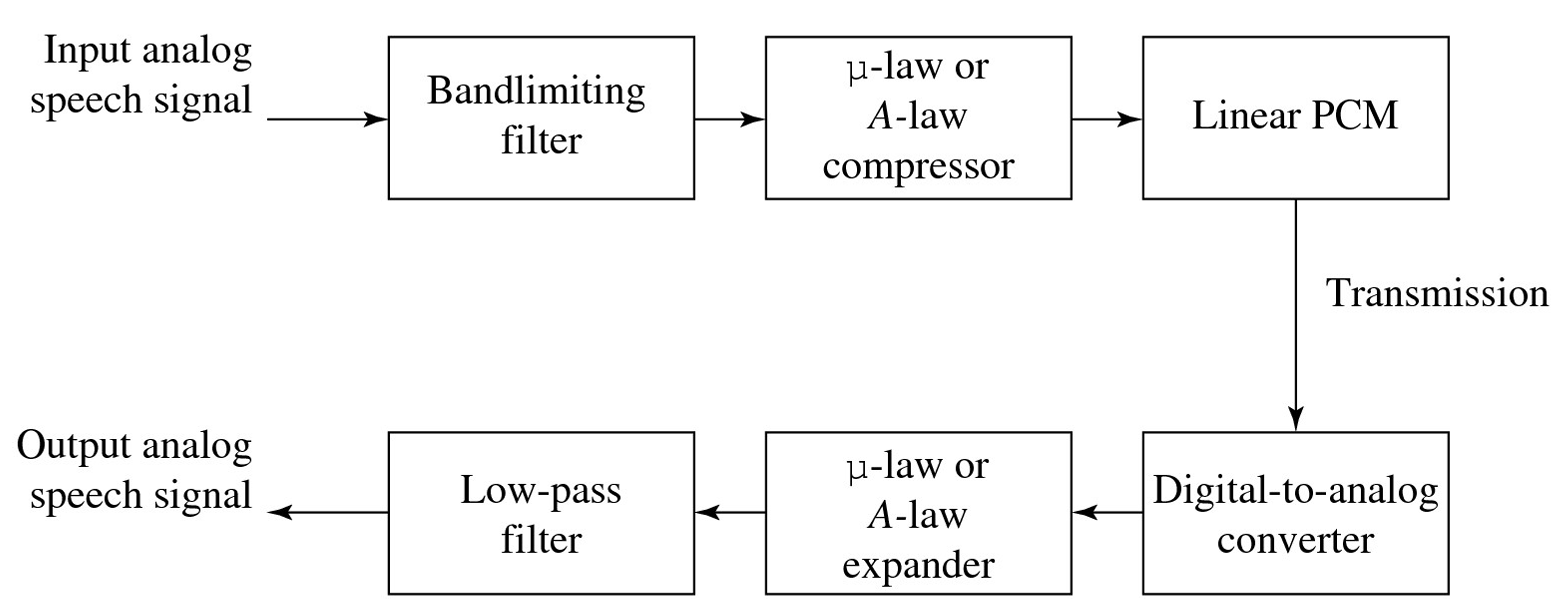 Input analog
speech signal
Bandlimiting
filter
μ-law or
A-law
compressor
Linear PCM
Transmission
Output analog
speech signal
Low-pass
filter
μ-law or
A-law
expander
Digital-to-analog
converter